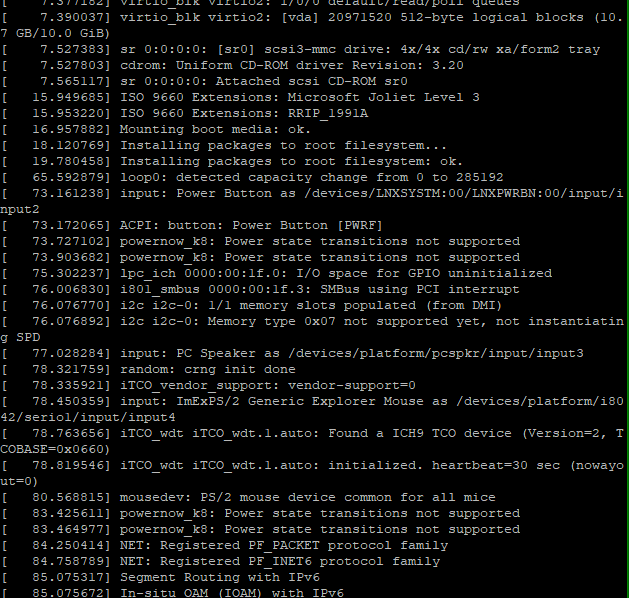 [    7.377182] virtio_blk virtio2: 1/0/0 default/read/poll queues
[    7.390037] virtio_blk virtio2: [vda] 20971520 512-byte logical blocks (10.
7 GB/10.0 GiB)
[    7.527383] sr 0:0:0:0: [sr0] scsi3-mmc drive: 4x/4x cd/rw xa/form2 tray
[    7.527803] cdrom: Uniform CD-ROM driver Revision: 3.20
[    7.565117] sr 0:0:0:0: Attached scsi CD-ROM sr0
[   15.949685] ISO 9660 Extensions: Microsoft Joliet Level 3
[   15.953220] ISO 9660 Extensions: RRIP_1991A
[   16.957882] Mounting boot media: ok.
[   18.120769] Installing packages to root filesystem...
[   19.780458] Installing packages to root filesystem: ok.
[   65.592879] loop0: detected capacity change from 0 to 285192
[   73.161238] input: Power Button as /devices/LNXSYSTM:00/LNXPWRBN:00/input/i
nput2
[   73.172065] ACPI: button: Power Button [PWRF]
[   73.727102] powernow_k8: Power state transitions not supported
[   73.903682] powernow_k8: Power state transitions not supported
[   75.302237] lpc_ich 0000:00:1f.0: I/O space for GPIO uninitialized
[   76.006830] i801_smbus 0000:00:1f.3: SMBus using PCI interrupt
[   76.076770] i2c i2c-0: 1/1 memory slots populated (from DMI)
[   76.076892] i2c i2c-0: Memory type 0x07 not supported yet, not instantiatin
g SPD
[   77.028284] input: PC Speaker as /devices/platform/pcspkr/input/input3
[   78.321759] random: crng init done
[   78.335921] iTCO_vendor_support: vendor-support=0
[   78.450359] input: ImExPS/2 Generic Explorer Mouse as /devices/platform/i80
42/serio1/input/input4
[   78.763656] iTCO_wdt iTCO_wdt.1.auto: Found a ICH9 TCO device (Version=2, T
COBASE=0x0660)
[   78.819546] iTCO_wdt iTCO_wdt.1.auto: initialized. heartbeat=30 sec (nowayo
ut=0)
[   80.568815] mousedev: PS/2 mouse device common for all mice
[   83.425611] powernow_k8: Power state transitions not supported
[   83.464977] powernow_k8: Power state transitions not supported
[   84.250414] NET: Registered PF_PACKET protocol family
[   84.758789] NET: Registered PF_INET6 protocol family
[   85.075317] Segment Routing with IPv6
[   85.075672] In-situ OAM (IOAM) with IPv6